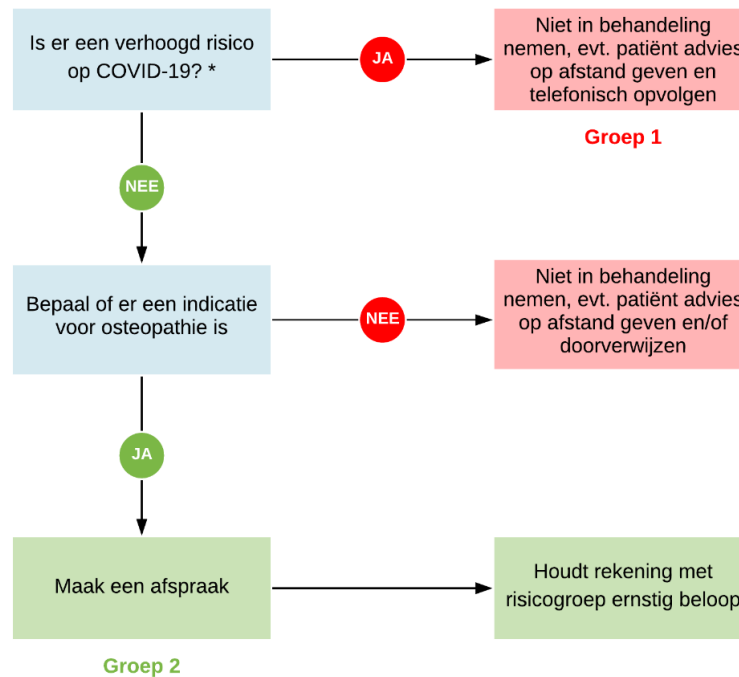 Is er een verhoogd risico
op COVID-19? *
JA
Niet in behandeling
nemen, evt. patiënt advies
op afstand geven en
telefonisch opvolgen
Groep 1
NEE
Bepaal of er een indicatie
voor osteopathie is
NEE
Niet in behandeling
nemen, evt. patiënt advies
op afstand geven en/of
doorverwijzen
JA
Maak een afspraak
Houdt rekening met
risicogroep ernstig beloop
Groep 2